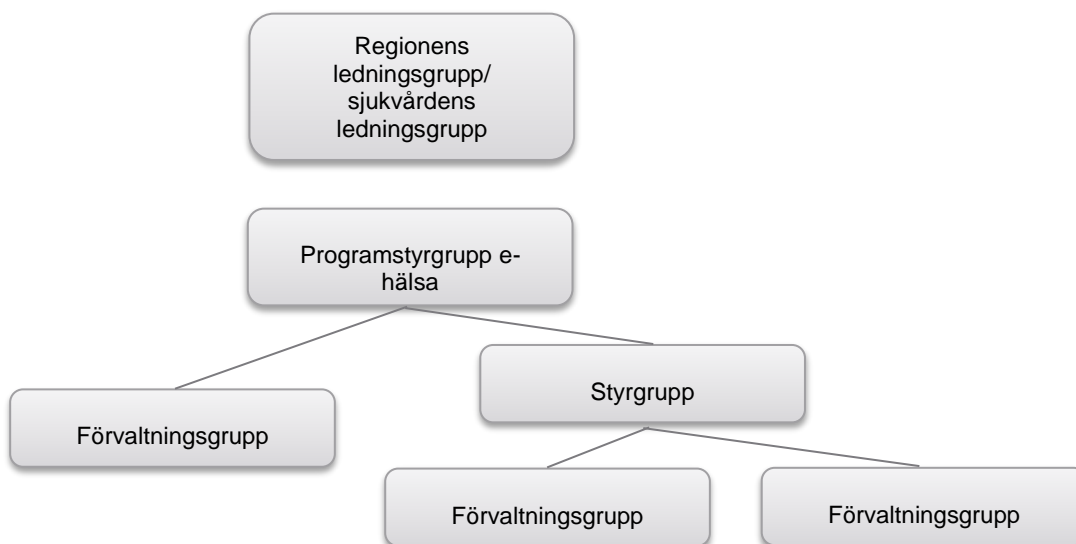 Regionens
ledningsgrupp/
sjukvårdens
ledningsgrupp
Programstyrgrupp e-
hälsa
Styrgrupp
Förvaltningsgrupp
Förvaltningsgrupp
Förvaltningsgrupp